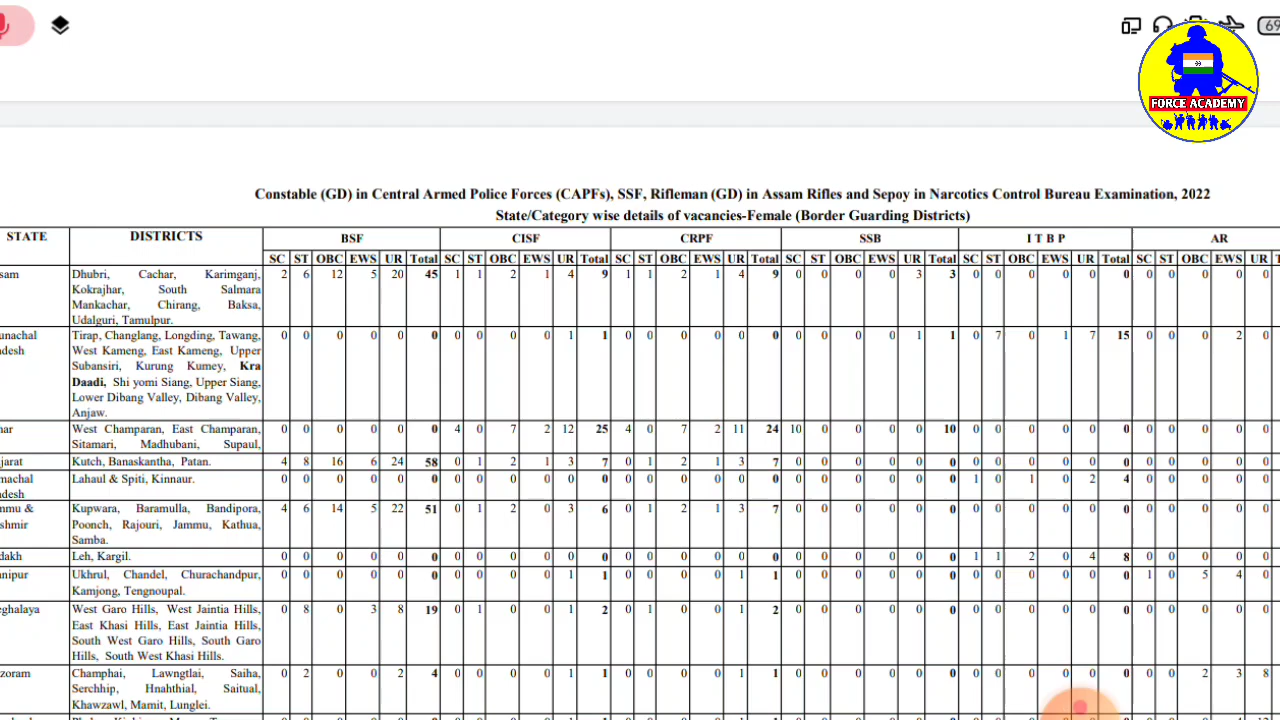 69
FORCE ACADEMY
Constable (GD) in Central Armed Police Forces (CAPFs), SSF, Rifleman (GD) in Assam Rifles and Sepoy in Narcotics Control Bureau Examination, 2022
State/Category wise details of vacancies-Female (Border Guarding Districts)
STATE DISTRICTS BSF CISF CRPF SSB I T B P AR
SC ST OBC EWS UR Total SC ST OBC EWS UR Total SC ST OBC EWS UR Total SC ST OBC EWS UR Total SC ST OBC EWS UR Total SC ST OBC EWS UR T
sam Dhubri, Cachar, Karimganj, 2 6 12 5 20 45 1 1 2 1 4 9 1 1 2 1 4 9 0 0 0 0 3 3 0 0 0 0 0 0 0 0 0 0 0
Kokrajhar, South Salmara
Mankachar, Chirang, Baksa,
Udalguri, Tamulpur.
unachal Tirap, Changlang, Longding, Tawang, 0 0 0 0 0 0 0 0 0 0 1 1 0 0 0 0 0 0 0 0 0 0 1 1 0 7 0 1 7 15 0 0 0 2 0
adesh West Kameng, East Kameng, Upper
Subansiri, Kurung Kumey, Kra
Daadi, Shi yomi Siang, Upper Siang,
Lower Dibang Valley, Dibang Valley,
Anjaw.
har West Champaran, East Champaran, 0 0 0 0 0 0 4 0 7 2 12 25 4 0 7 2 11 24 10 0 0 0 0 10 0 0 0 0 0 0 0 0 0 0 0
Sitamari, Madhubani, Supaul,
jarat Kutch, Banaskantha, Patan. 4 8 16 6 24 58 0 1 2 1 3 7 0 1 2 1 3 7 0 0 0 0 0 0 0 0 0 0 0 0 0 0 0 0 0
machal Lahaul & Spiti, Kinnaur. 0 0 0 0 0 0 0 0 0 0 0 0 0 0 0 0 0 0 0 0 0 0 0 0 1 0 1 0 2 4 0 0 0 0 0
adesh
mmu & Kupwara, Baramulla, Bandipora, 4 6 14 5 22 51 0 1 2 0 3 6 0 1 2 1 3 7 0 0 0 0 0 0 0 0 0 0 0 0 0 0 0 0 0
shmir Poonch, Rajouri, Jammu, Kathua,
Samba.
dakh Leh, Kargil. 0 0 0 0 0 0 0 0 0 0 0 0 0 0 0 0 0 0 0 0 0 0 0 0 1 1 2 0 4 8 0 0 0 0 0
nipur Ukhrul, Chandel, Churachandpur, 0 0 0 0 0 0 0 0 0 0 1 1 0 0 0 0 1 1 0 0 0 0 0 0 0 0 0 0 0 0 1 0 5 4 0
Kamjong, Tengnoupal.
eghalaya West Garo Hills, West Jaintia Hills, 0 8 0 3 8 19 0 1 0 0 1 2 0 1 0 0 1 2 0 0 0 0 0 0 0 0 0 0 0 0 0 0 0 0 0
East Khasi Hills, East Jaintia Hills,
South West Garo Hills, South Garo
Hills, South West Khasi Hills.
zoram Champhai, Lawngtlai, Saiha, 0 2 0 0 2 4 0 0 0 0 1 1 0 0 0 0 1 1 0 0 0 0 0 0 0 0 0 0 0 0 0 0 2 3 8
Serchhip, Hnahthial, Saitual,
Khawzawl, Mamit, Lunglei.